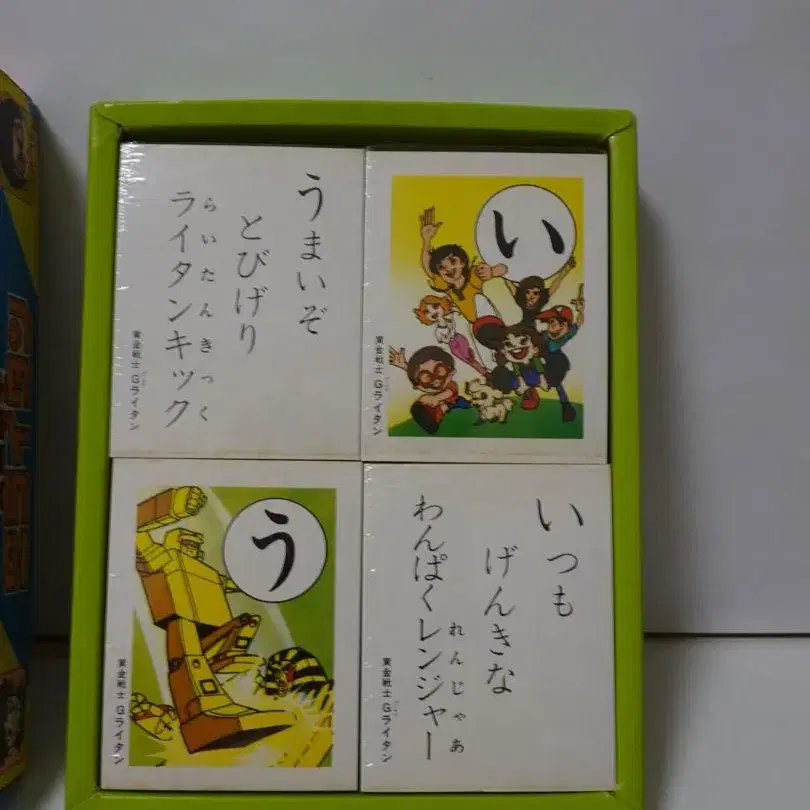 うまいぞ
とびげり
らいたんきっく
ライタンキック
黄金戦士 Gライタン
い
黄金戦士 Gライタン
う
黄金戦士 Gライタン
いつも
げんきな
れんじゃあ
わんぱくレンジャー
黄金戦士 Gライタン